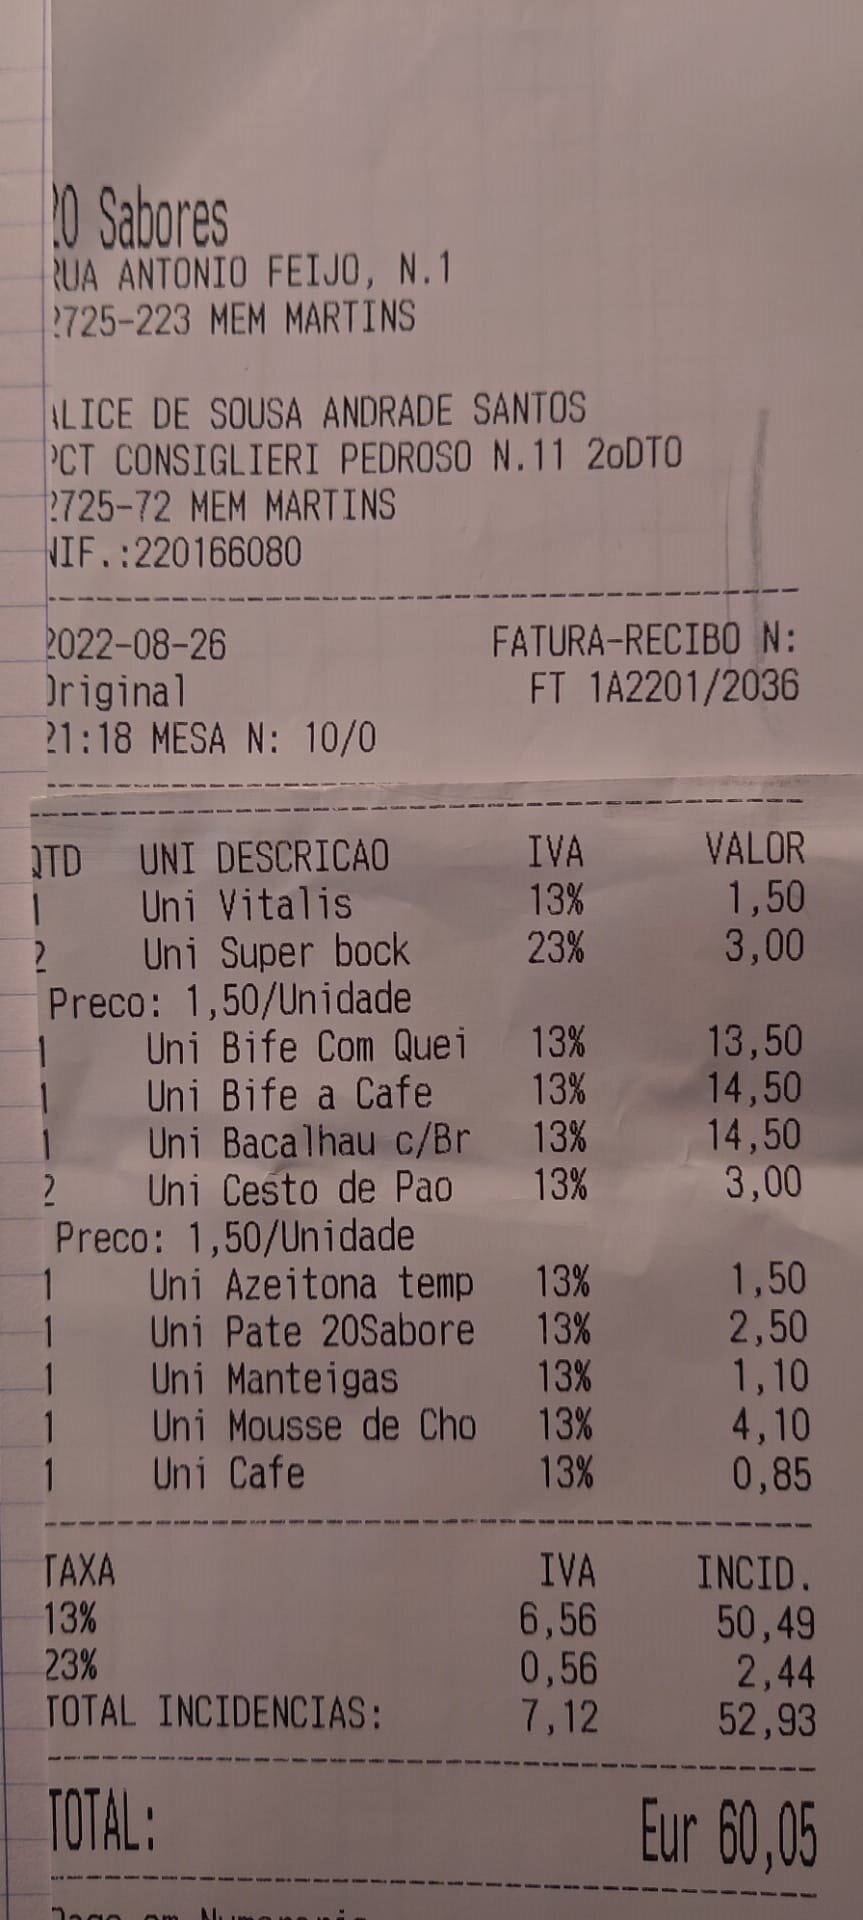 20 Sabores
RUA ANTONIO FEIJO, N.1
2725-223 MEM MARTINS
ALICE DE SOUSA ANDRADE SANTOS
PCT CONSIGLIERI PEDROSO N.11 2oDTO
2725-72 MEM MARTINS
NIF.:220166080
2022-08-26 FATURA-RECIBO N:
Original FT 1A2201/2036
21:18 MESA N: 10/0
QTD UNI DESCRICAO IVA VALOR
1 Uni Vitalis 13% 1,50
2 Uni Super bock 23% 3,00
Preco: 1,50/Unidade
1 Uni Bife Com Quei 13% 13,50
1 Uni Bife a Cafe 13% 14,50
1 Uni Bacalhau c/Br 13% 14,50
2 Uni Cesto de Pao 13% 3,00
Preco: 1,50/Unidade
1 Uni Azeitona temp 13% 1,50
1 Uni Pate 20Sabore 13% 2,50
1 Uni Manteigas 13% 1,10
1 Uni Mousse de Cho 13% 4,10
1 Uni Cafe 13% 0,85
TAXA IVA INCID.
13% 6,56 50,49
23% 0,56 2,44
TOTAL INCIDENCIAS: 7,12 52,93
TOTAL: Eur 60,05